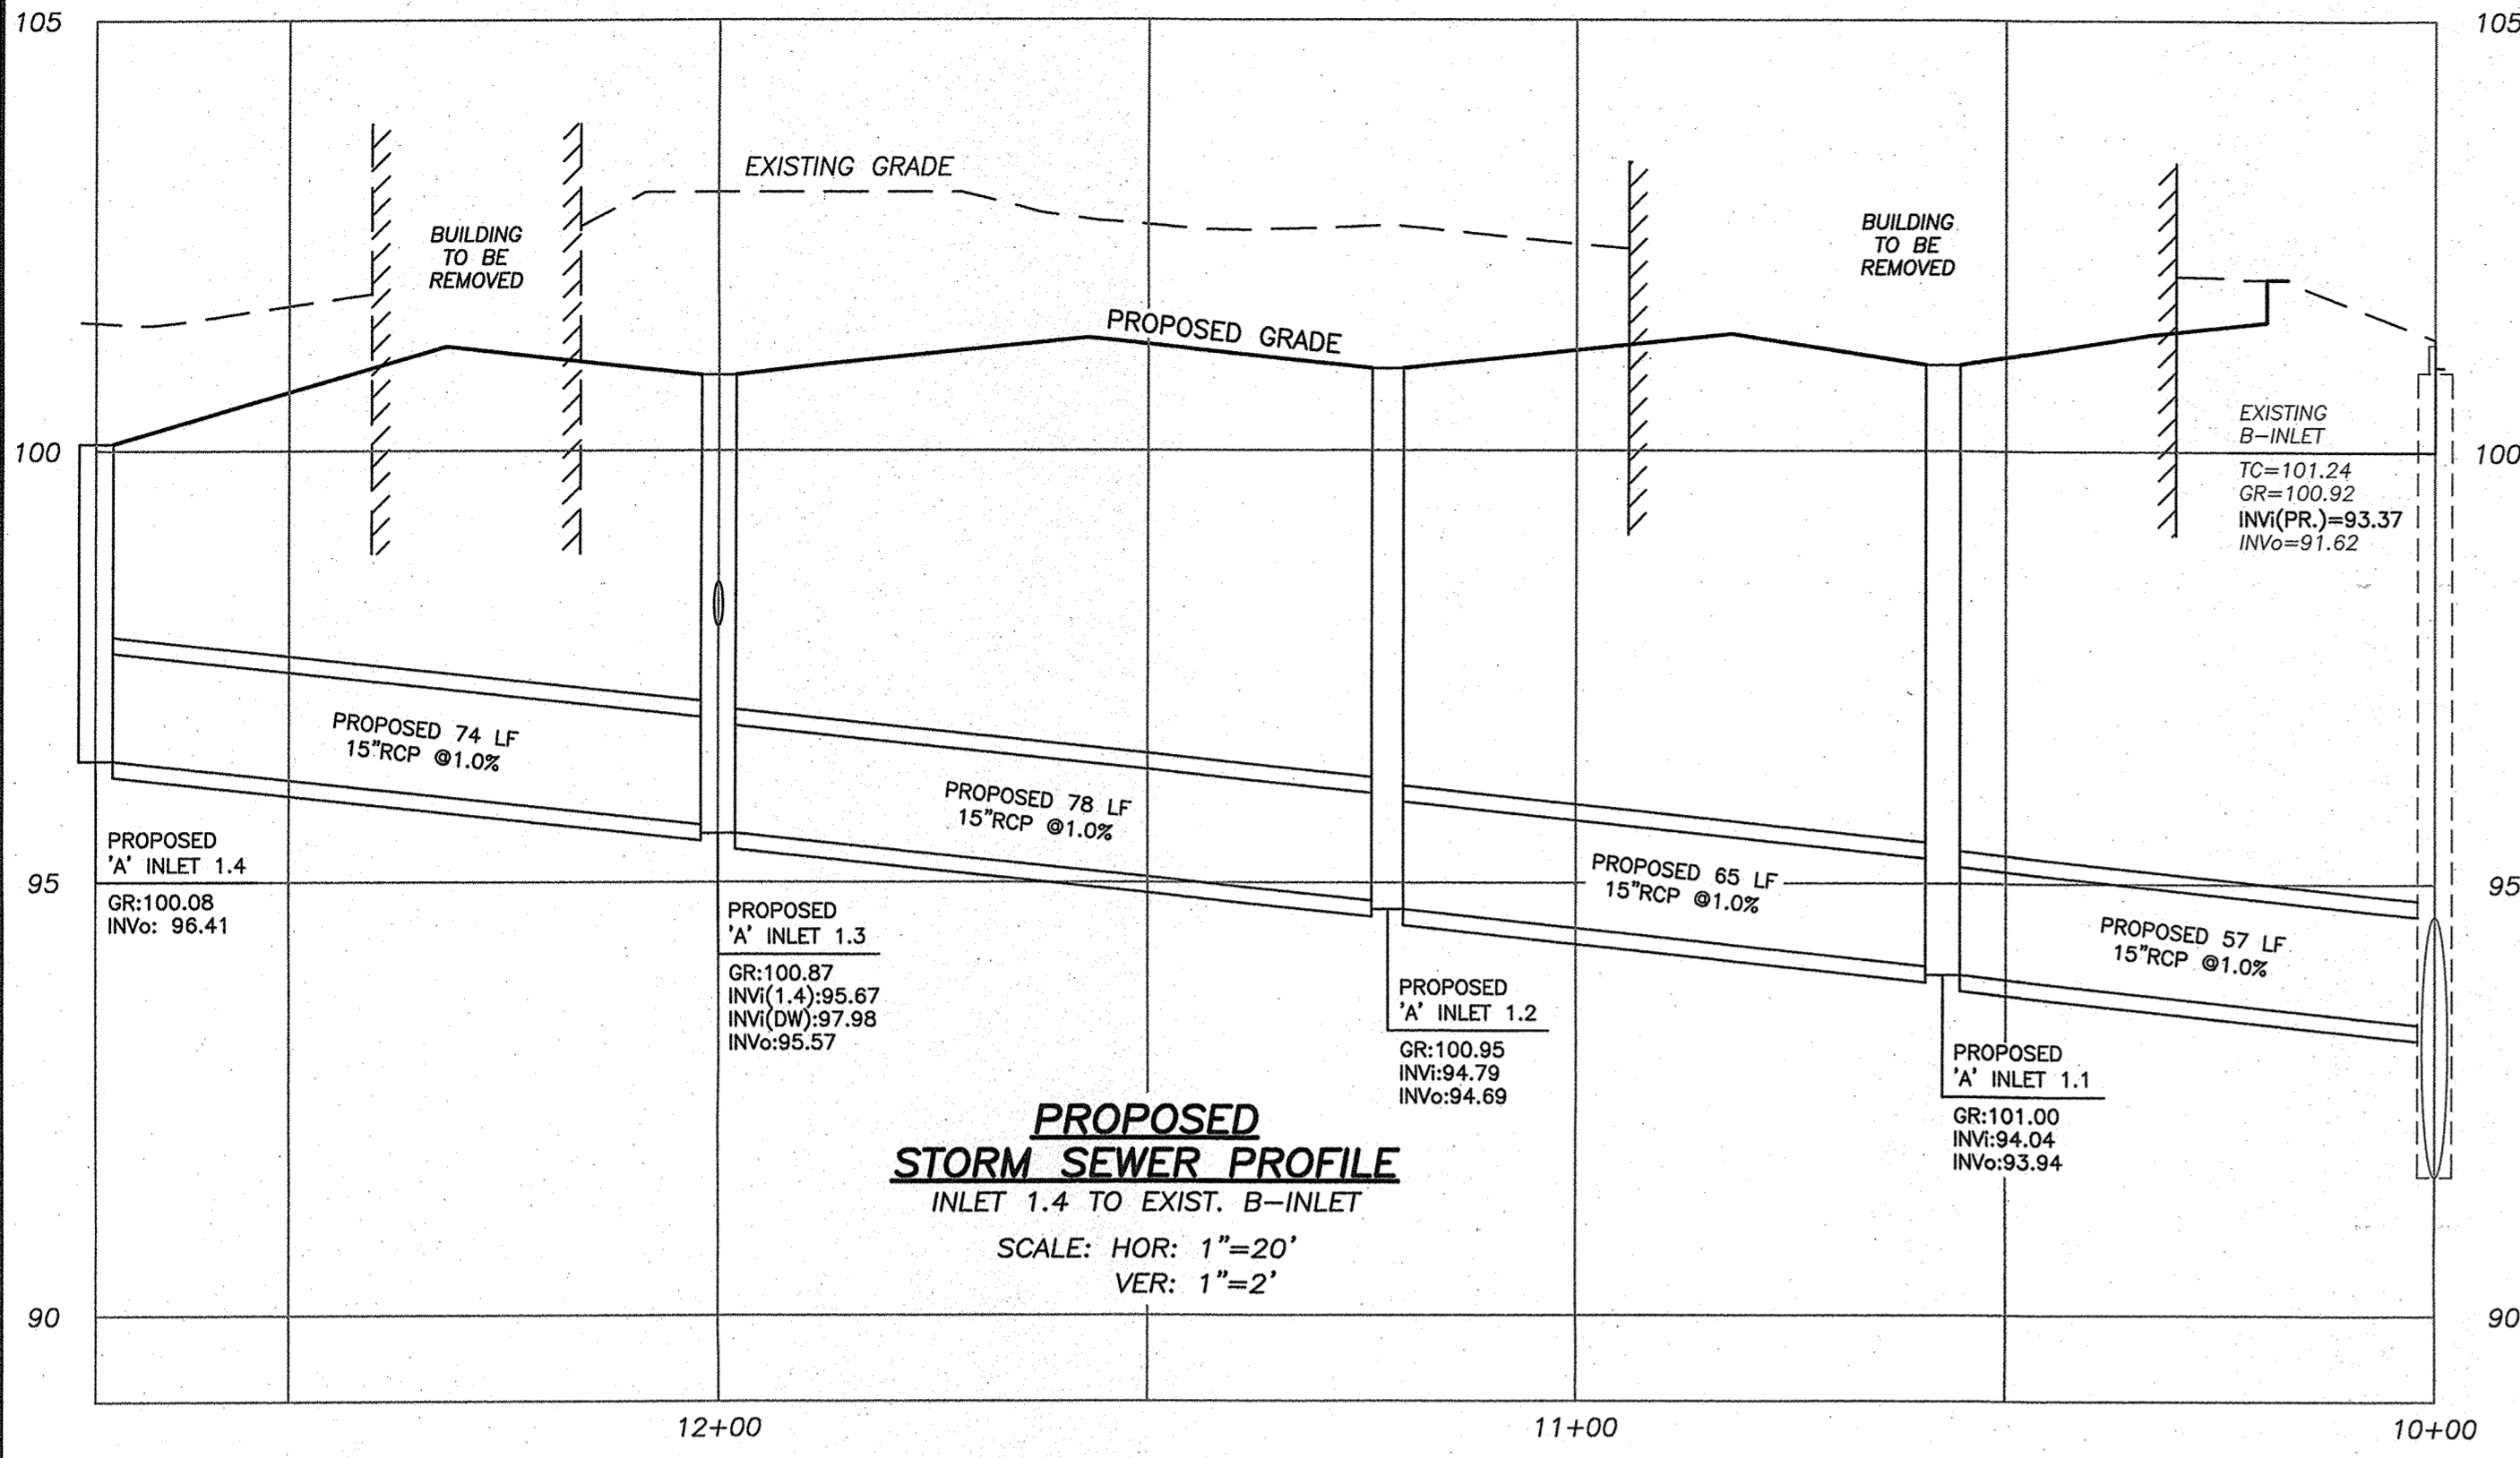 105
105
EXISTING GRADE
BUILDING
TO BE
REMOVED
BUILDING
TO BE
REMOVED
PROPOSED GRADE
100
100
EXISTING
B-INLET
TC=101.24
GR=100.92
INVi(PR.)=93.37
INVo=91.62
PROPOSED 74 LF
15"RCP @1.0%
PROPOSED 78 LF
15"RCP @1.0%
PROPOSED 65 LF
15"RCP @1.0%
PROPOSED 57 LF
15"RCP @1.0%
95
95
PROPOSED
'A' INLET 1.4
GR:100.08
INVo: 96.41
PROPOSED
'A' INLET 1.3
GR:100.87
INVi(1.4):95.67
INVi(DW):97.98
INVo:95.57
PROPOSED
'A' INLET 1.2
GR:100.95
INVi:94.79
INVo:94.69
PROPOSED
'A' INLET 1.1
GR:101.00
INVi:94.04
INVo:93.94
PROPOSED
STORM SEWER PROFILE
INLET 1.4 TO EXIST. B-INLET
SCALE: HOR: 1"=20'
VER: 1"=2'
90
90
12+00
11+00
10+00